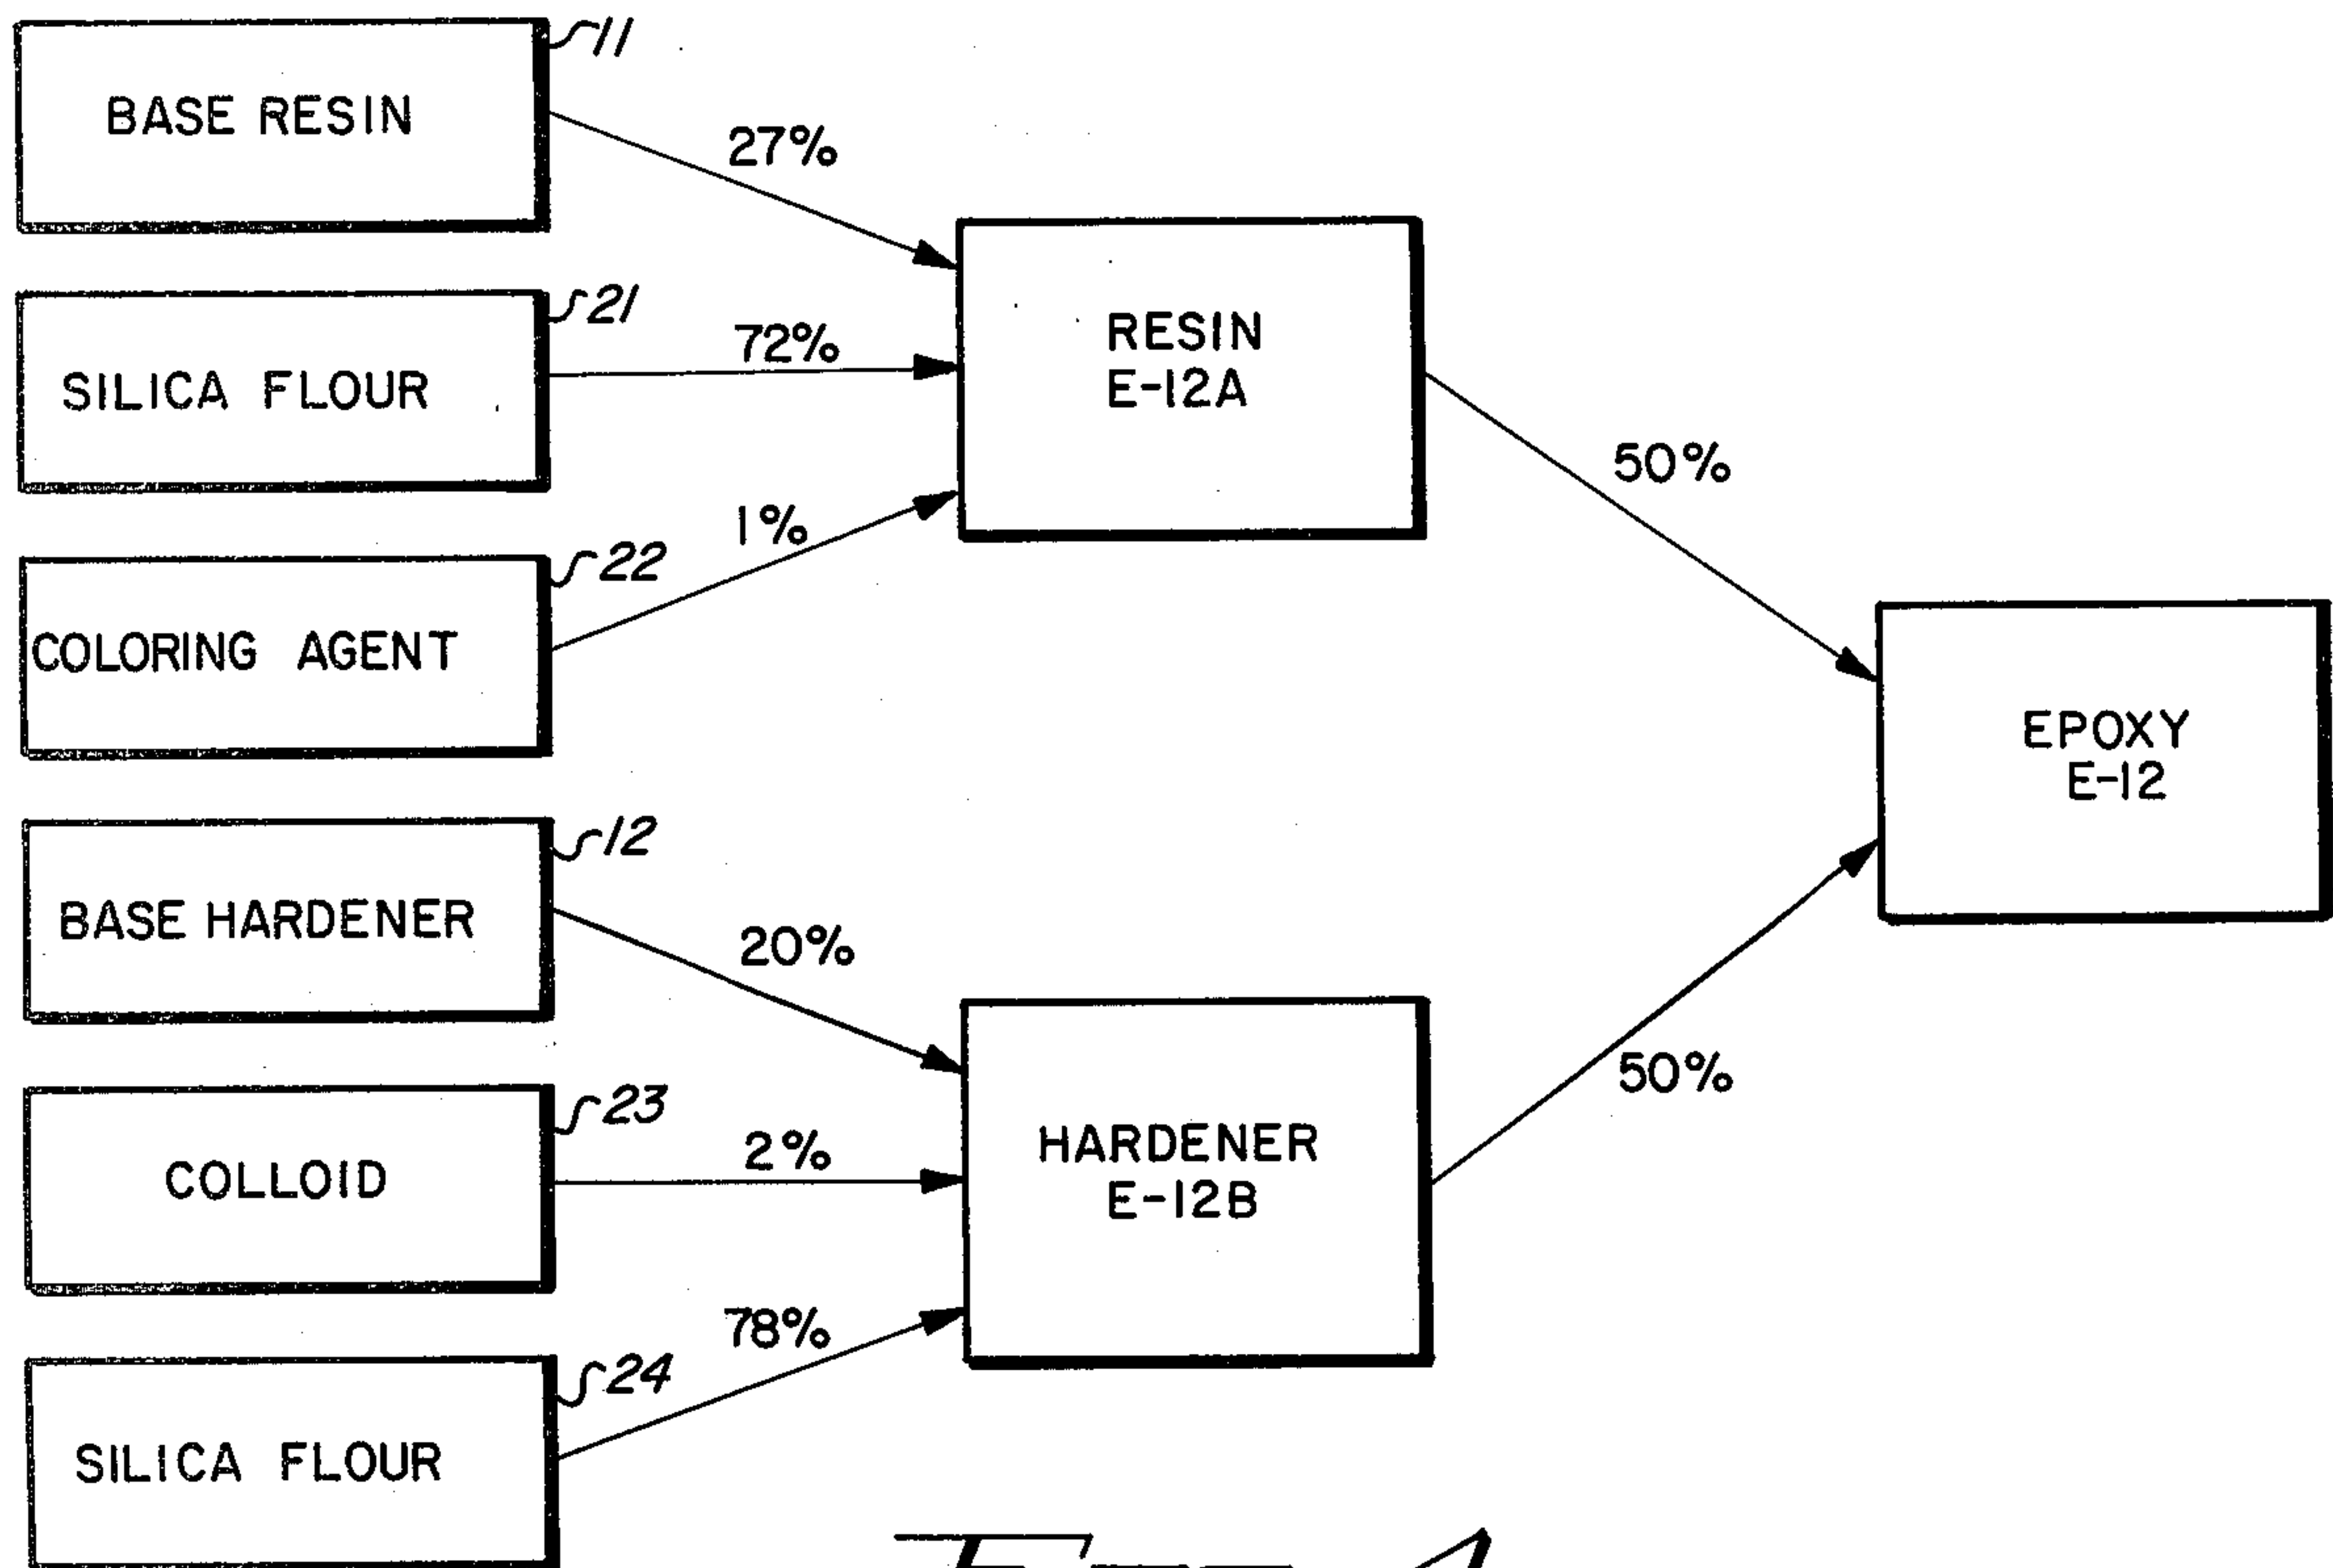 11
BASE RESIN
27%
21
SILICA FLOUR
72%
RESIN
E-12A
22
COLORING AGENT
1%
50%
EPOXY
E-12
12
BASE HARDENER
20%
23
COLLOID
2%
HARDENER
E-12B
50%
24
SILICA FLOUR
78%